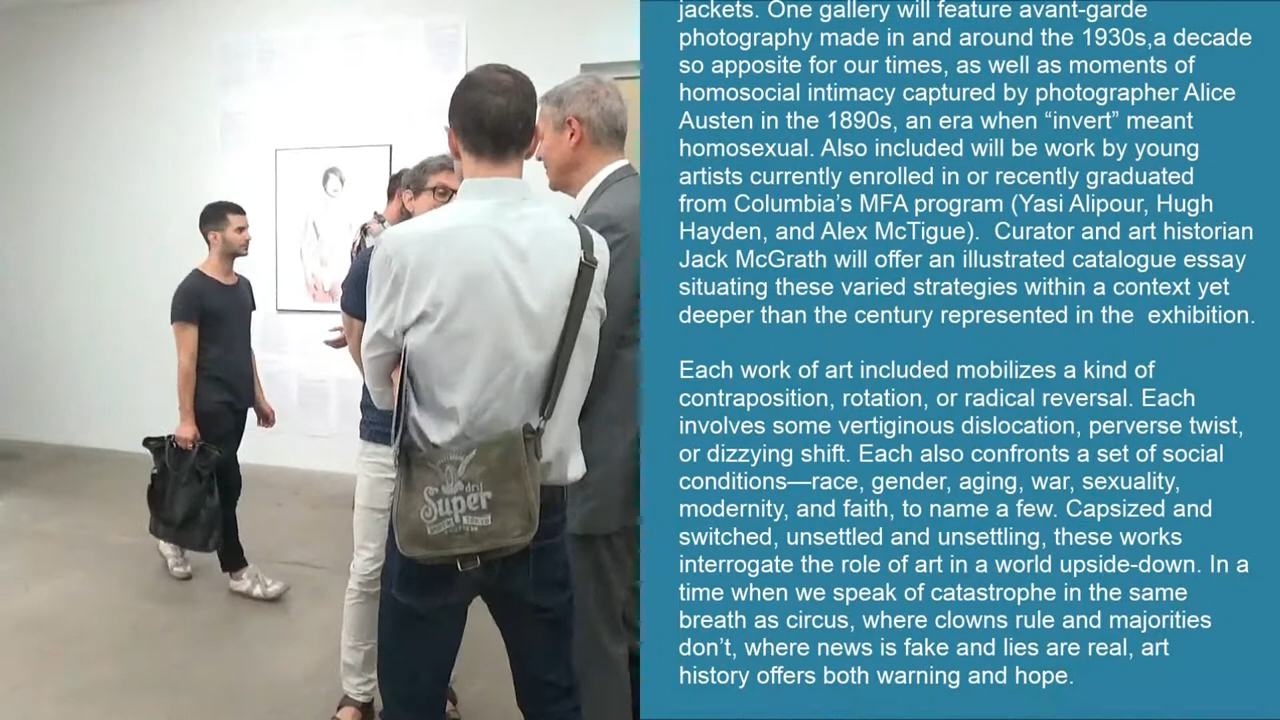 Super
jackets. One gallery will feature avant-garde
photography made in and around the 1930s,a decade
so apposite for our times, as well as moments of
homosocial intimacy captured by photographer Alice
Austen in the 1890s, an era when “invert” meant
homosexual. Also included will be work by young
artists currently enrolled in or recently graduated
from Columbia’s MFA program (Yasi Alipour, Hugh
Hayden, and Alex McTigue).  Curator and art historian
Jack McGrath will offer an illustrated catalogue essay
situating these varied strategies within a context yet
deeper than the century represented in the  exhibition.
Each work of art included mobilizes a kind of
contraposition, rotation, or radical reversal. Each
involves some vertiginous dislocation, perverse twist,
or dizzying shift. Each also confronts a set of social
conditions—race, gender, aging, war, sexuality,
modernity, and faith, to name a few. Capsized and
switched, unsettled and unsettling, these works
interrogate the role of art in a world upside-down. In a
time when we speak of catastrophe in the same
breath as circus, where clowns rule and majorities
don’t, where news is fake and lies are real, art
history offers both warning and hope.